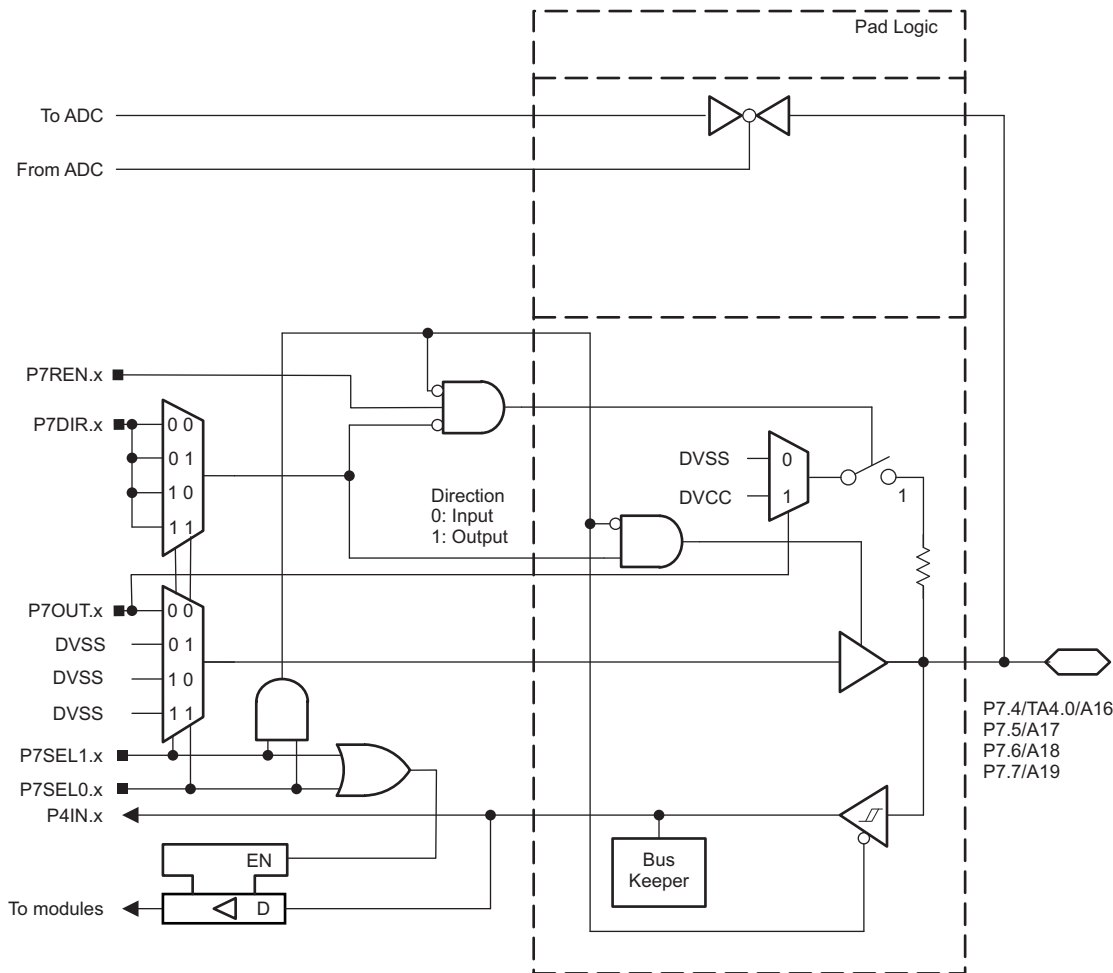 Pad Logic
To ADC
From ADC
P7REN.x
P7DIR.x
0 0
0 1
1 0
1 1
Direction
0: Input
1: Output
DVSS
0
DVCC
1
1
P7OUT.x
0 0
DVSS
0 1
DVSS
1 0
DVSS
1 1
P7.4/TA4.0/A16
P7.5/A17
P7.6/A18
P7.7/A19
P7SEL1.x
P7SEL0.x
P4IN.x
Bus
Keeper
EN
To modules
D